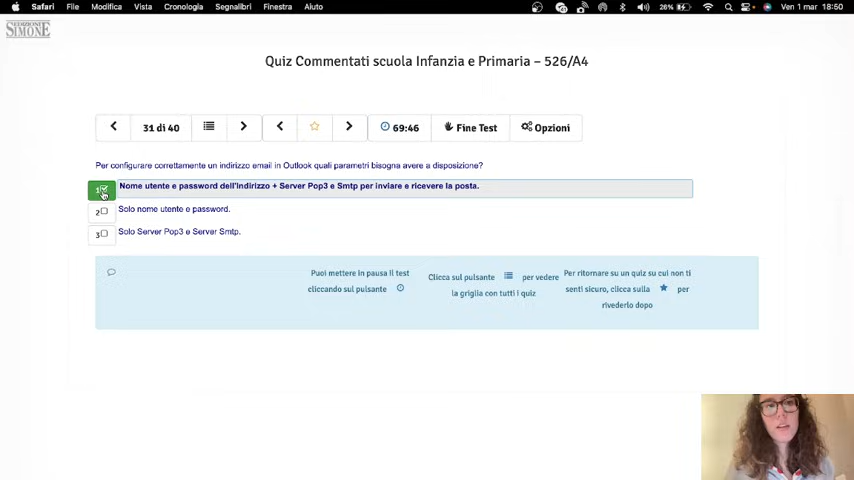 Safari File Modifica Vista Cronologia Segnalibri Finestra Aiuto 26% Ven 1 mar 18:50
EDIZIONI
SIMONE
Quiz Commentati scuola Infanzia e Primaria – 526/A4
31 di 40 69:46 Fine Test Opzioni
Per configurare correttamente un indirizzo email in Outlook quali parametri bisogna avere a disposizione?
1 Nome utente e password dell'indirizzo + Server Pop3 e Smtp per inviare e ricevere la posta.
2 Solo nome utente e password.
3 Solo Server Pop3 e Server Smtp.
Puoi mettere in pausa il test
cliccando sul pulsante
Clicca sul pulsante per vedere
la griglia con tutti i quiz
Per ritornare su un quiz su cui non ti
senti sicuro, clicca sulla per
rivederlo dopo